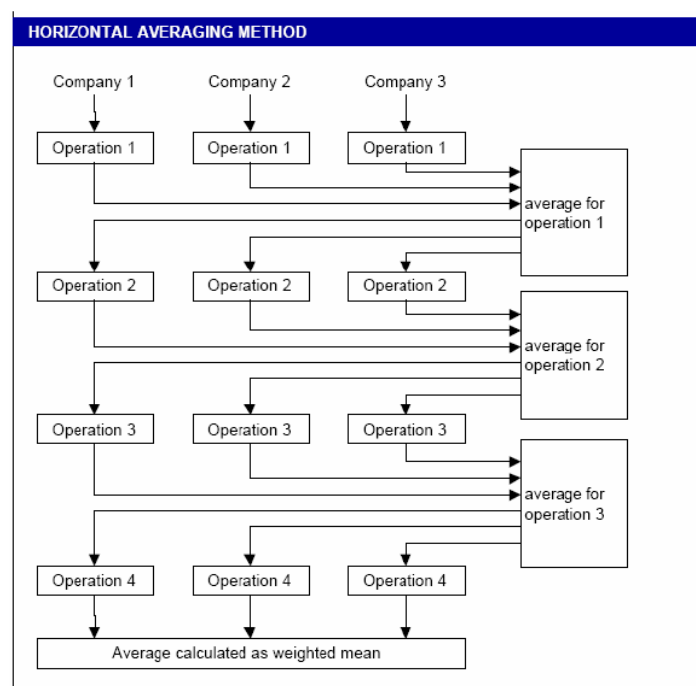 HORIZONTAL AVERAGING METHOD
Company 1
Company 2
Company 3
Operation 1
Operation 1
Operation 1
average for
operation 1
Operation 2
Operation 2
Operation 2
average for
operation 2
Operation 3
Operation 3
Operation 3
average for
operation 3
Operation 4
Operation 4
Operation 4
Average calculated as weighted mean